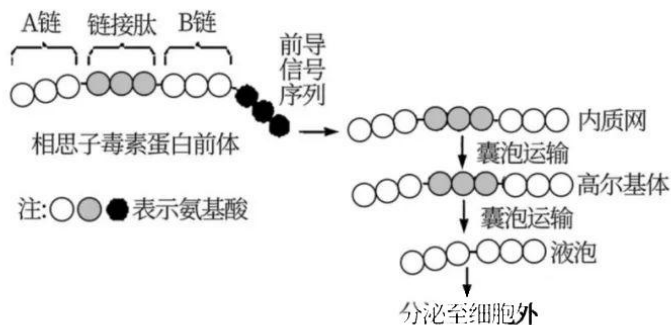 A链 链接肽 B链
前导
信号
序列
相思子毒素蛋白前体
注: 表示氨基酸
内质网
囊泡运输
高尔基体
囊泡运输
液泡
分泌至细胞外